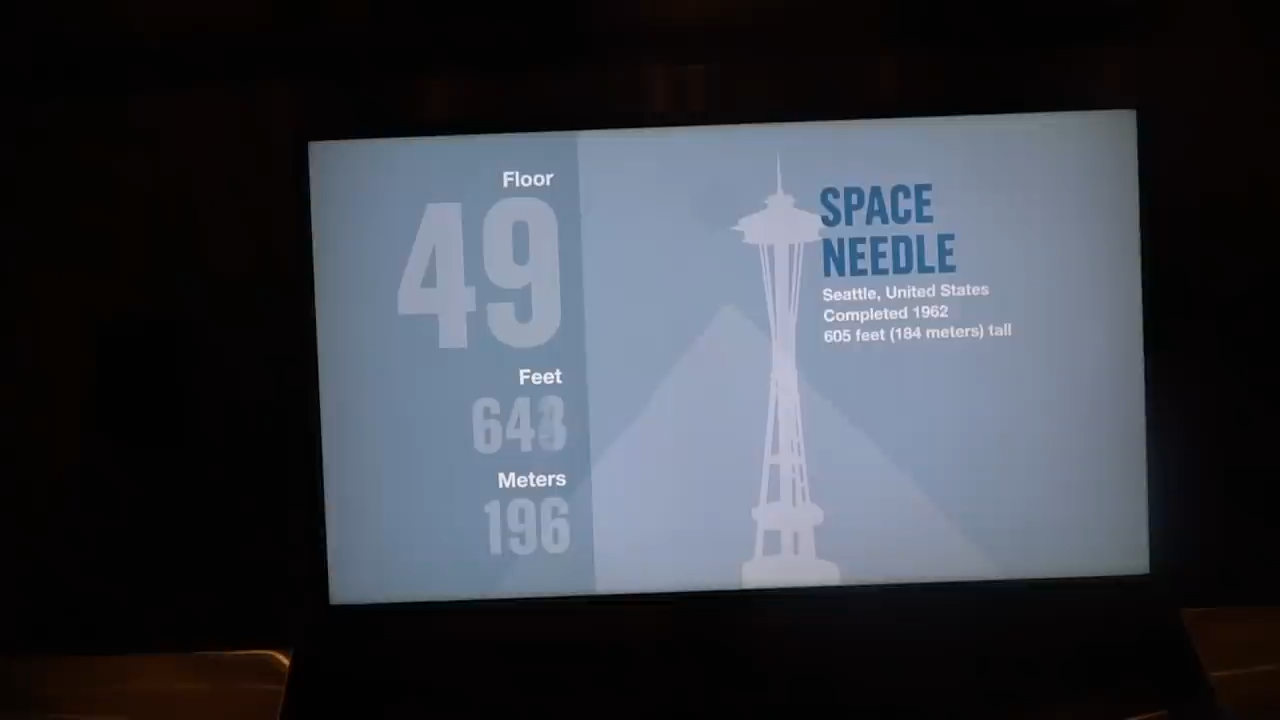 Floor
49
Feet
Meters
196
SPACE
NEEDLE
Seattle, United States
Completed 1962
605 feet (184 meters) tall